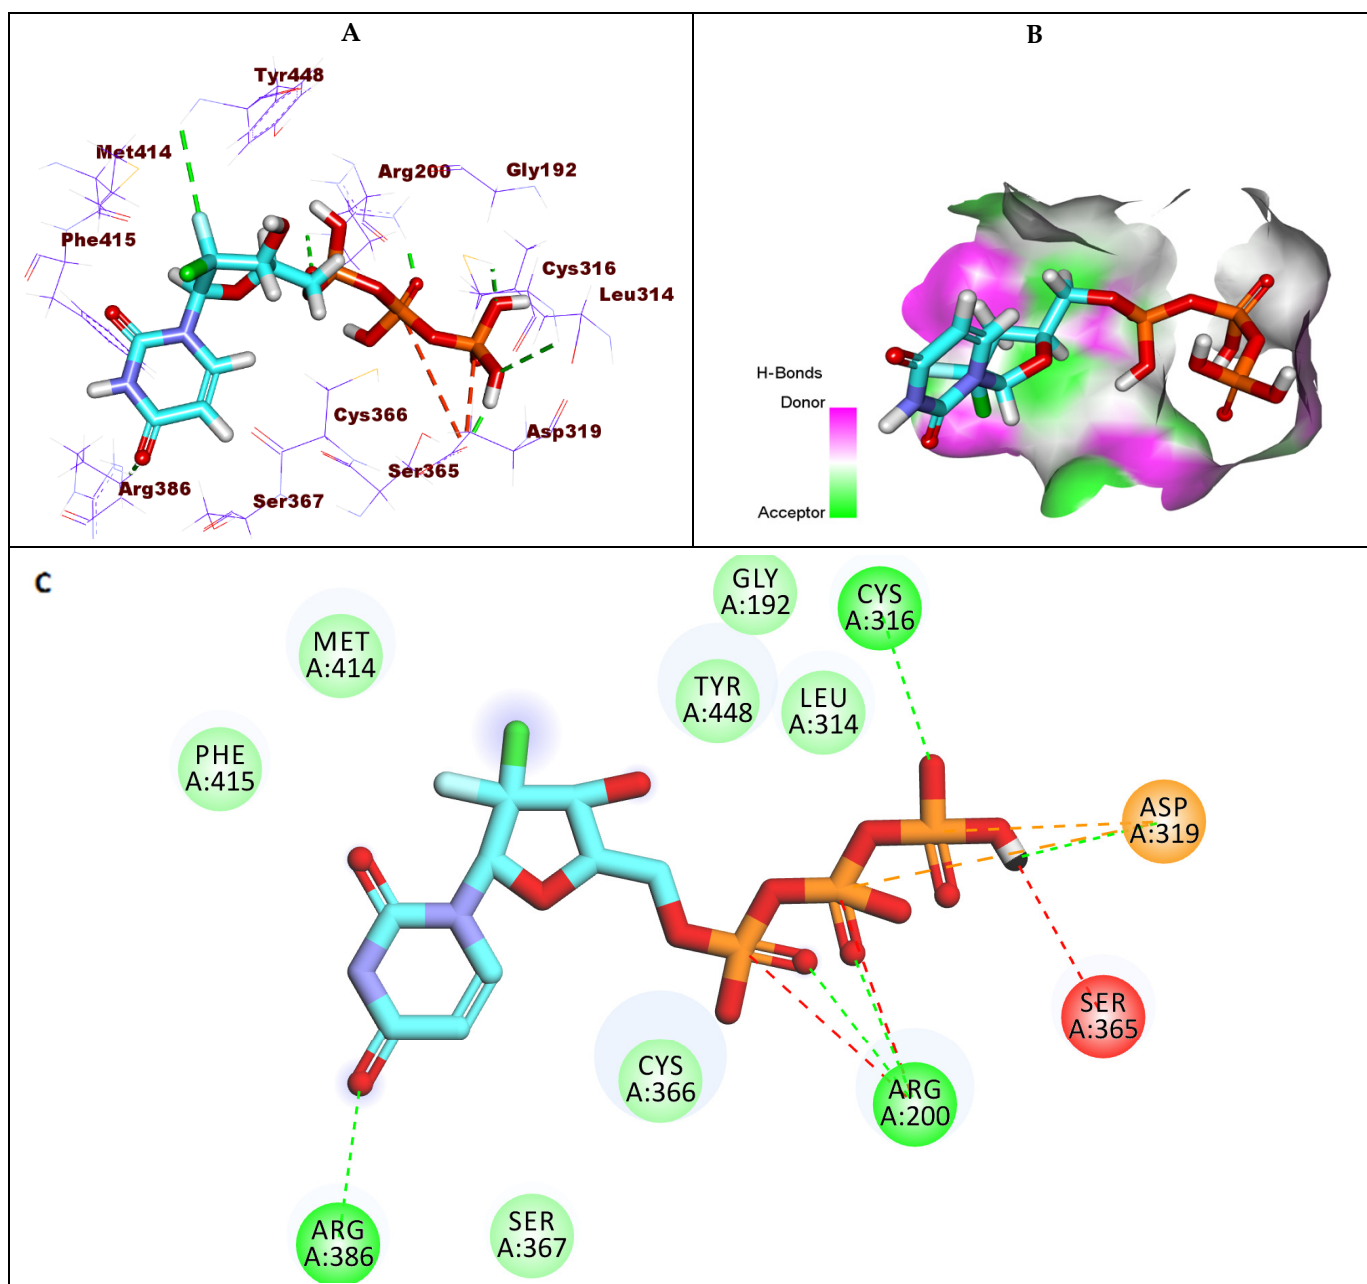 A
Tyr448
Met414
Arg200
Gly192
Phe415
Cys316
Leu314
Cys366
Asp319
Ser365
Arg386
Ser367
B
H-Bonds
Donor
Acceptor
C
GLY
A:192
CYS
A:316
MET
A:414
TYR
A:448
LEU
A:314
PHE
A:415
ASP
A:319
SER
A:365
CYS
A:366
ARG
A:200
ARG
A:386
SER
A:367